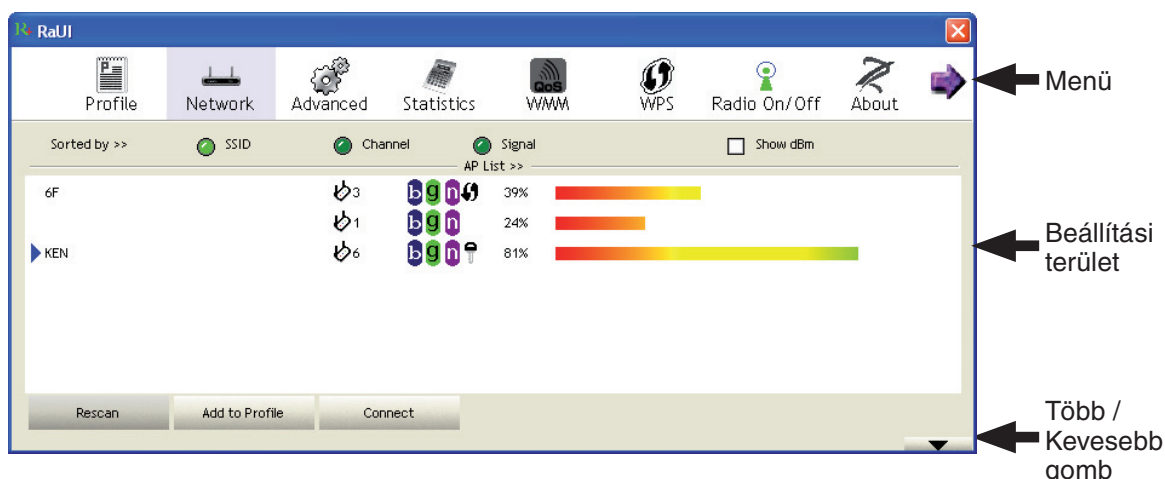 RaUI
Profile Network Advanced Statistics QoS WMM WPS Radio On/Off About
Menü
Sorted by >> SSID Channel Signal Show dBm
AP List >>
6F 3 b g n 39%
1 b g n 24%
KEN 6 b g n 81%
Beállítási
terület
Rescan Add to Profile Connect
Több /
Kevesebb
gomb